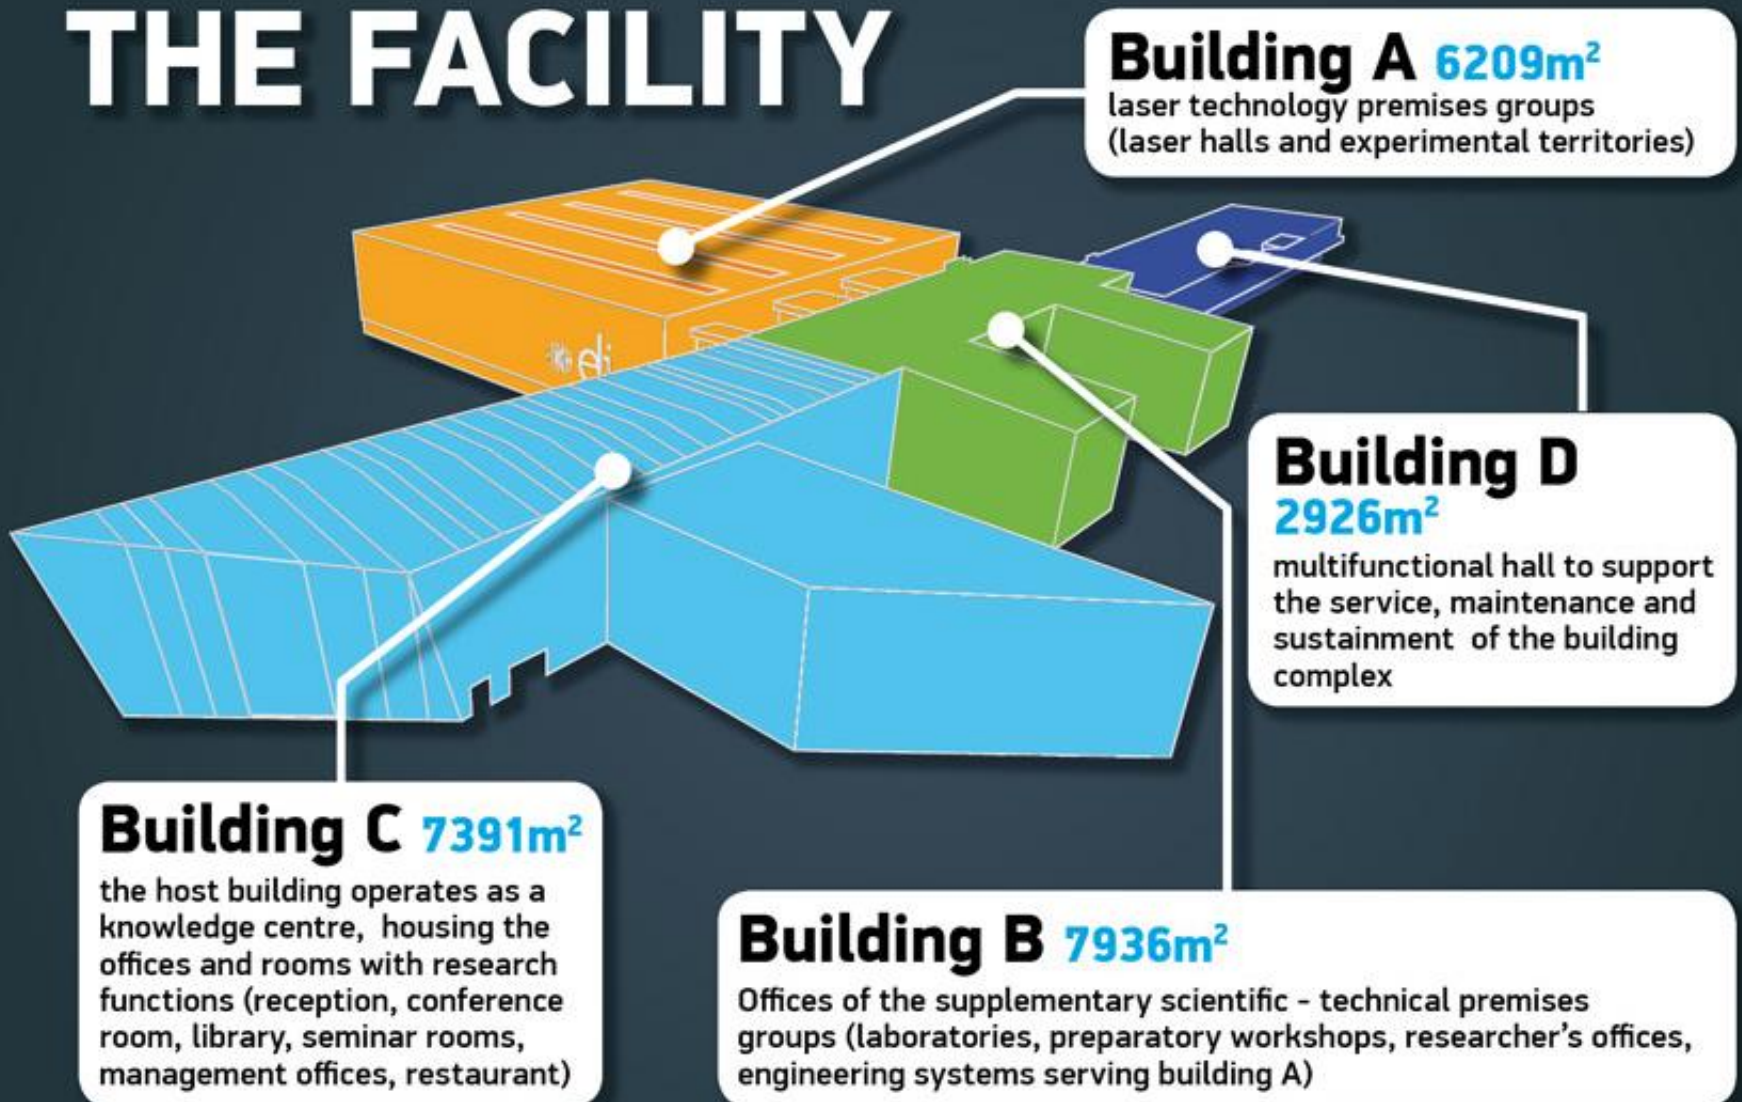 THE FACILITY
Building A 6209m²
laser technology premises groups
(laser halls and experimental territories)
eli
Building D
2926m²
multifunctional hall to support
the service, maintenance and
sustainment of the building
complex
Building C 7391m²
the host building operates as a
knowledge centre, housing the
offices and rooms with research
functions (reception, conference
room, library, seminar rooms,
management offices, restaurant)
Building B 7936m²
Offices of the supplementary scientific - technical premises
groups (laboratories, preparatory workshops, researcher's offices,
engineering systems serving building A)